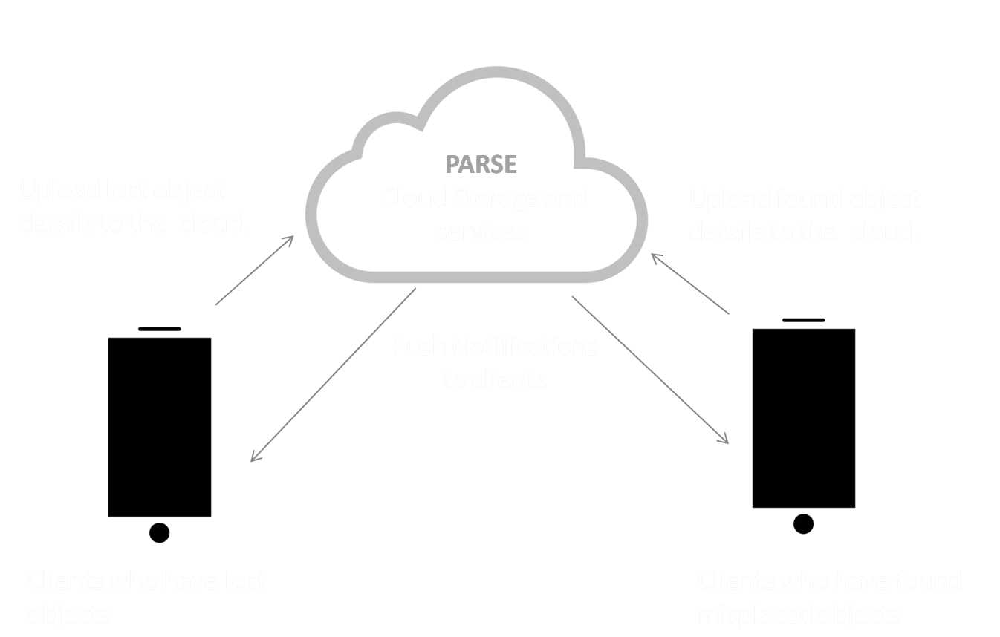 PARSE
Cloud Storage and
services
Upload lost object
details to the cloud.
Upload found object
details to the cloud.
Push Notifications
to clients
Clients who have lost
objects
Clients who have found
misplaced objects